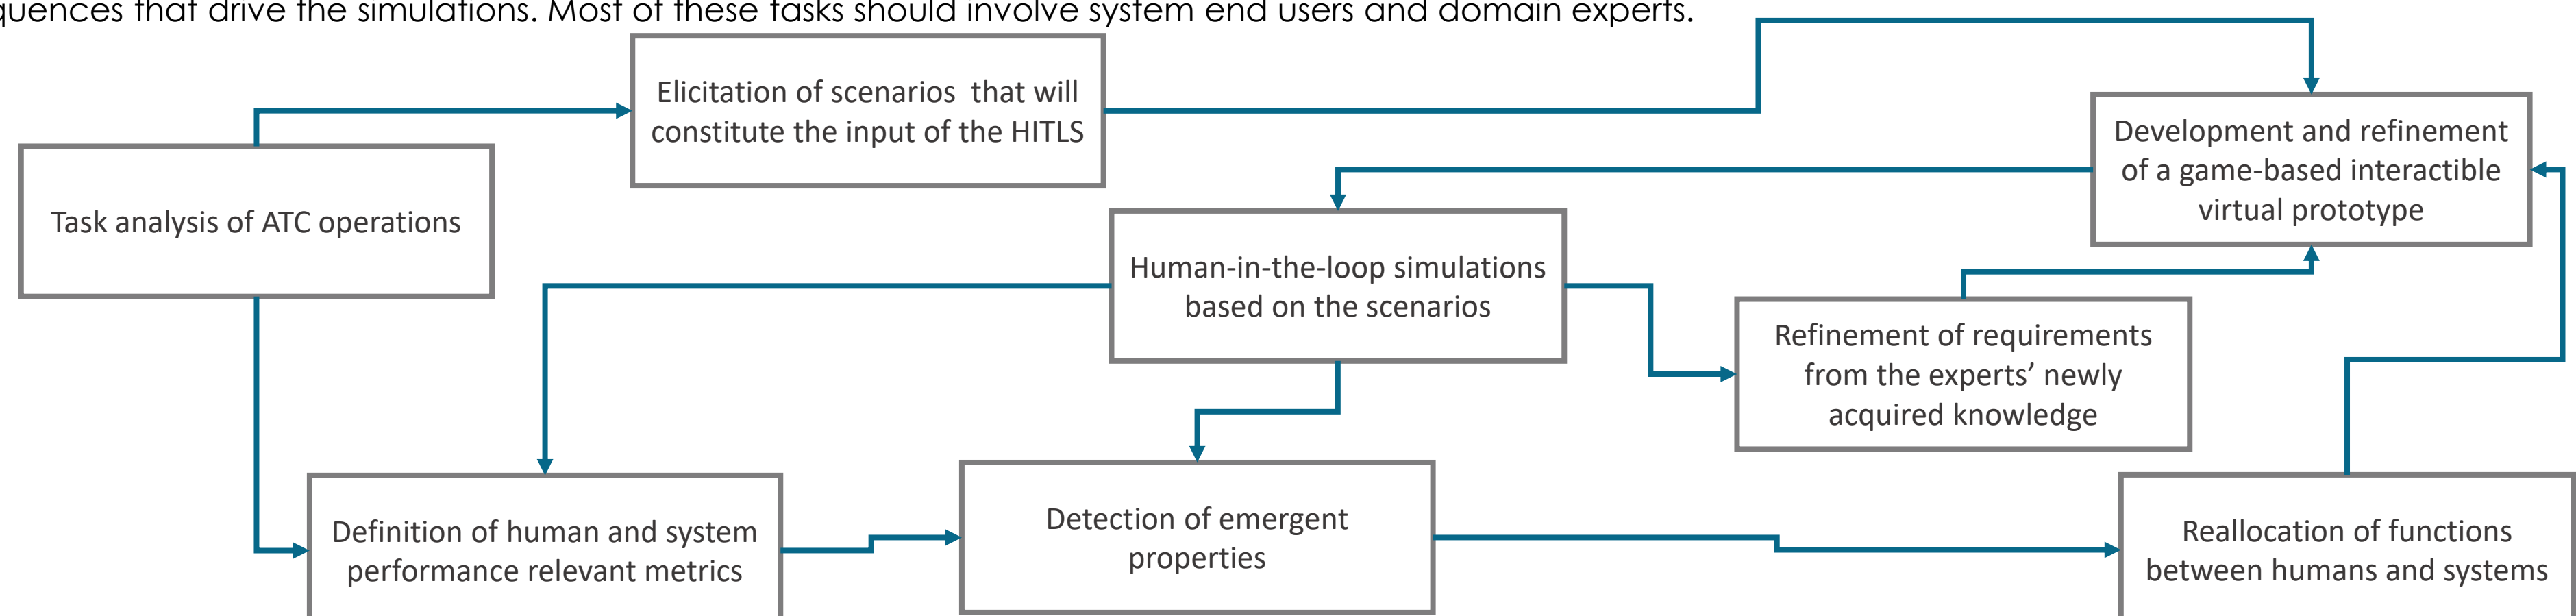 quences that drive the simulations. Most of these tasks should involve system end users and domain experts.
Elicitation of scenarios that will
constitute the input of the HITLS
Development and refinement
of a game-based interactible
virtual prototype
Task analysis of ATC operations
Human-in-the-loop simulations
based on the scenarios
Refinement of requirements
from the experts’ newly
acquired knowledge
Definition of human and system
performance relevant metrics
Detection of emergent
properties
Reallocation of functions
between humans and systems